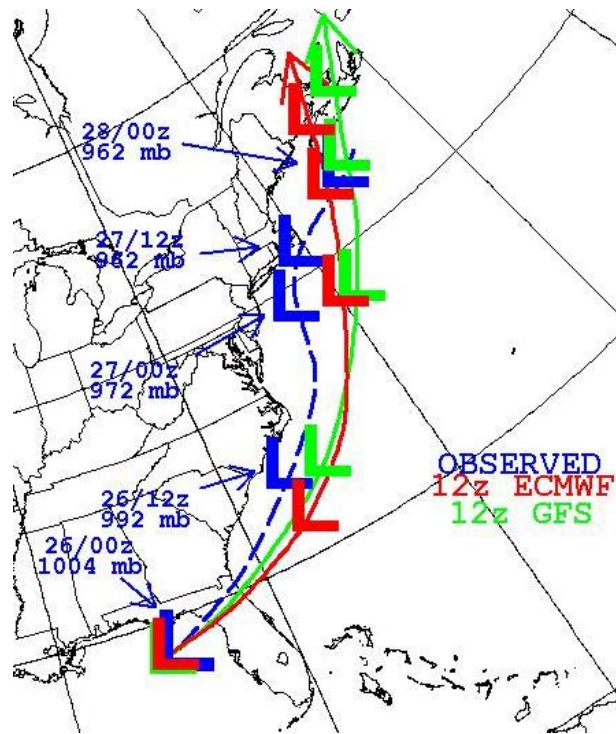 28/00z
962 mb
27/12z
962 mb
27/00z
972 mb
26/12z
992 mb
26/00z
1004 mb
OBSERVED
12z ECMWF
12z GFS